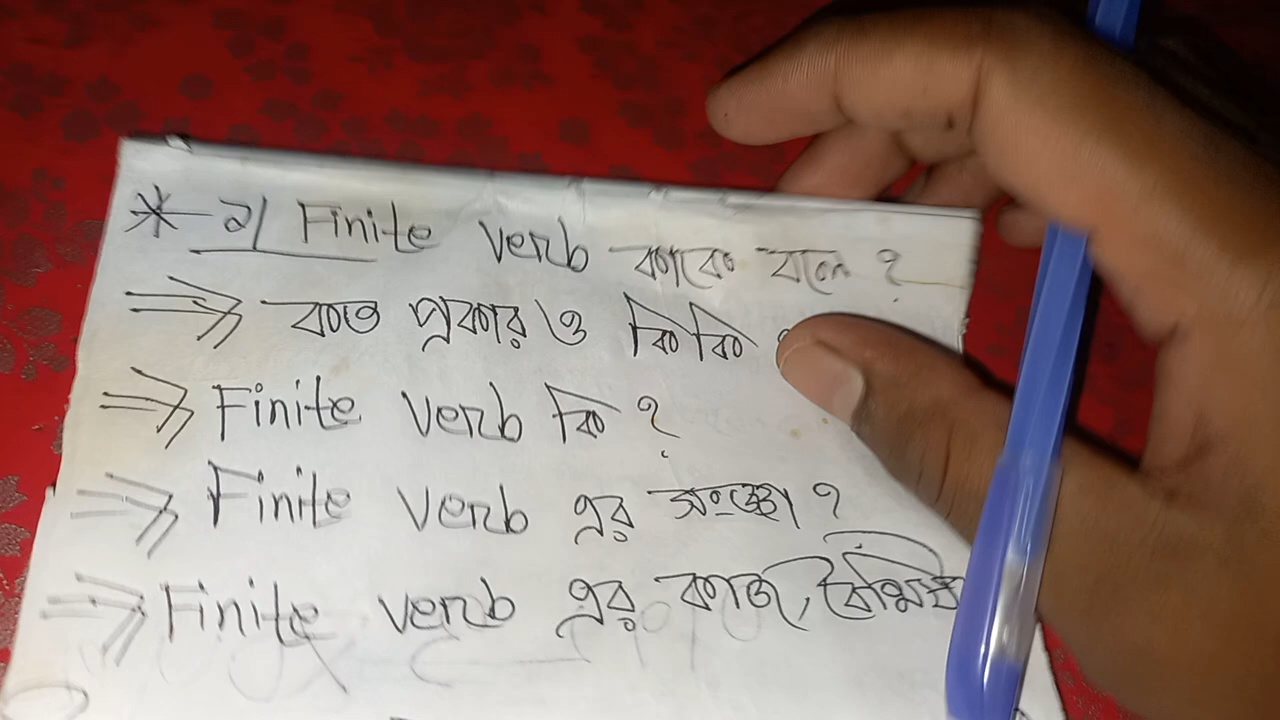 * ২/ Finite verb কাকে বলে ?
⇒ কত প্রকার ও কি কি ?
⇒ Finite verb কি ?
⇒ Finite verb এর সংজ্ঞা ?
⇒ Finite verb এর কাজ,